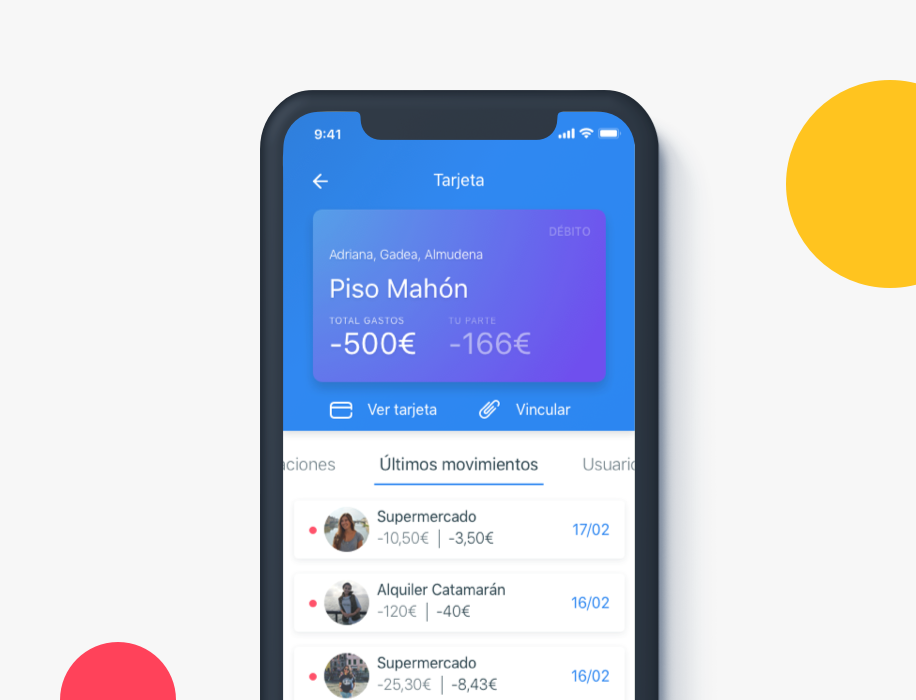 9:41
Tarjeta
DÉBITO
Adriana, Gadea, Almudena
Piso Mahón
TOTAL GASTOS TU PARTE
-500€ -166€
Ver tarjeta Vincular
ciones Últimos movimientos Usuari
Supermercado
-10,50€ | -3,50€ 17/02
Alquiler Catamarán
-120€ | -40€ 16/02
Supermercado
-25,30€ | -8,43€ 16/02